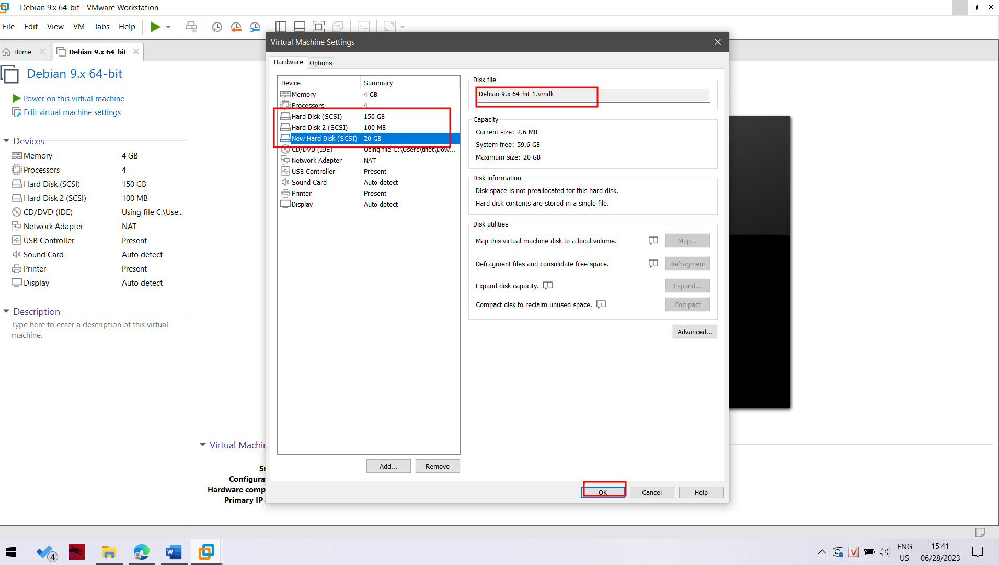 Debian 9.x 64-bit - VMware Workstation
File Edit View VM Tabs Help
Home
Debian 9.x 64-bit
Debian 9.x 64-bit
Power on this virtual machine
Edit virtual machine settings
Devices
Memory 4 GB
Processors 4
Hard Disk (SCSI) 150 GB
Hard Disk 2 (SCSI) 100 MB
CD/DVD (IDE) Using file C:\Use...
Network Adapter NAT
USB Controller Present
Sound Card Auto detect
Printer Present
Display Auto detect
Description
Type here to enter a description of this virtual
machine.
Virtual Machin
Configura
Hardware comp
Primary IP
Virtual Machine Settings
Hardware Options
Device Summary
Memory 4 GB
Processors 4
Hard Disk (SCSI) 150 GB
Hard Disk 2 (SCSI) 100 MB
New Hard Disk (SCSI) 20 GB
CD/DVD (IDE) Using file C:\Users\triet\Dow...
Network Adapter NAT
USB Controller Present
Sound Card Auto detect
Printer Present
Display Auto detect
Add... Remove
Disk file
Debian 9.x 64-bit-1.vmdk
Capacity
Current size: 2.6 MB
System free: 59.6 GB
Maximum size: 20 GB
Disk information
Disk space is not preallocated for this hard disk.
Hard disk contents are stored in a single file.
Disk utilities
Map this virtual machine disk to a local volume. Map...
Defragment files and consolidate free space. Defragment
Expand disk capacity. Expand...
Compact disk to reclaim unused space. Compact
Advanced...
OK Cancel Help
4
ENG
US
15:41
06/28/2023